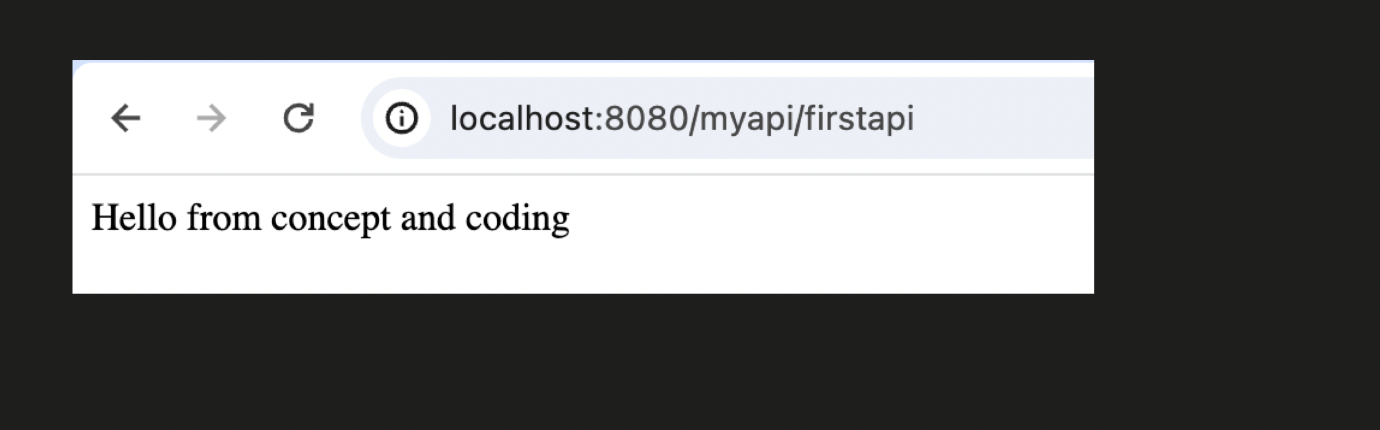 localhost:8080/myapi/firstapi
Hello from concept and coding